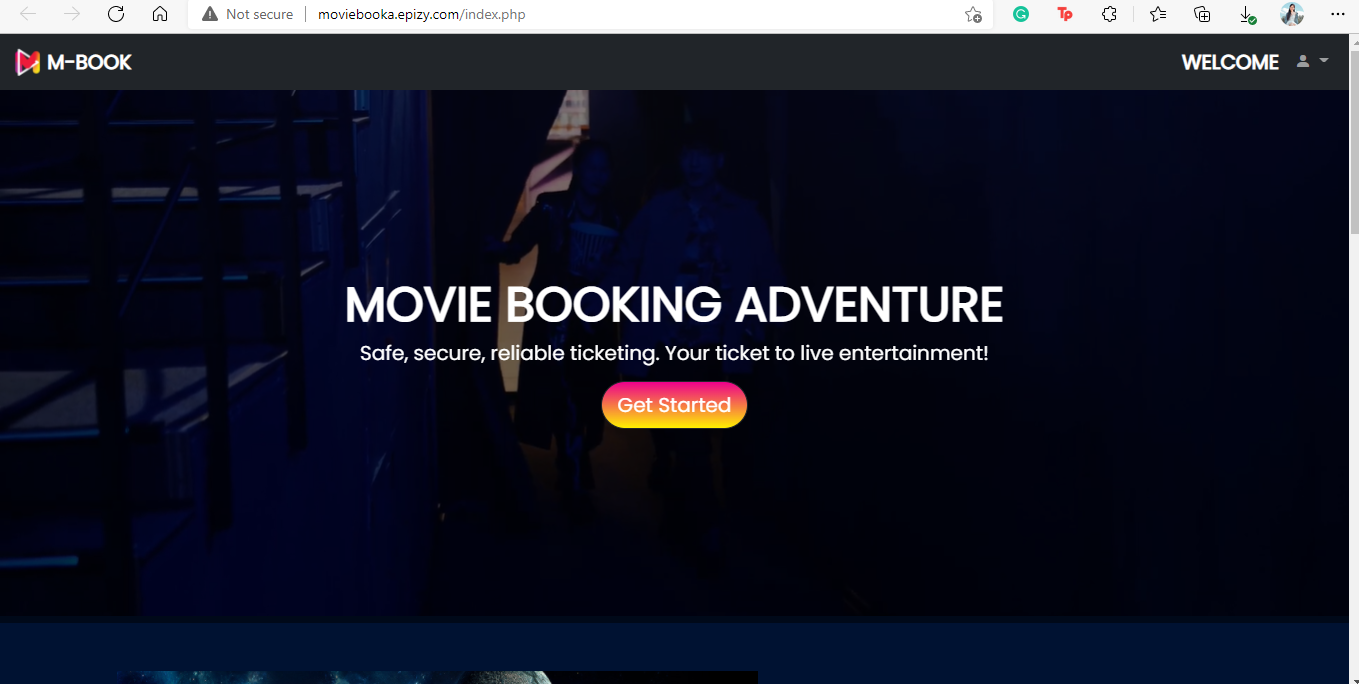 Not secure
moviebooka.epizy.com/index.php
M-BOOK
WELCOME
MOVIE BOOKING ADVENTURE
Safe, secure, reliable ticketing. Your ticket to live entertainment!
Get Started